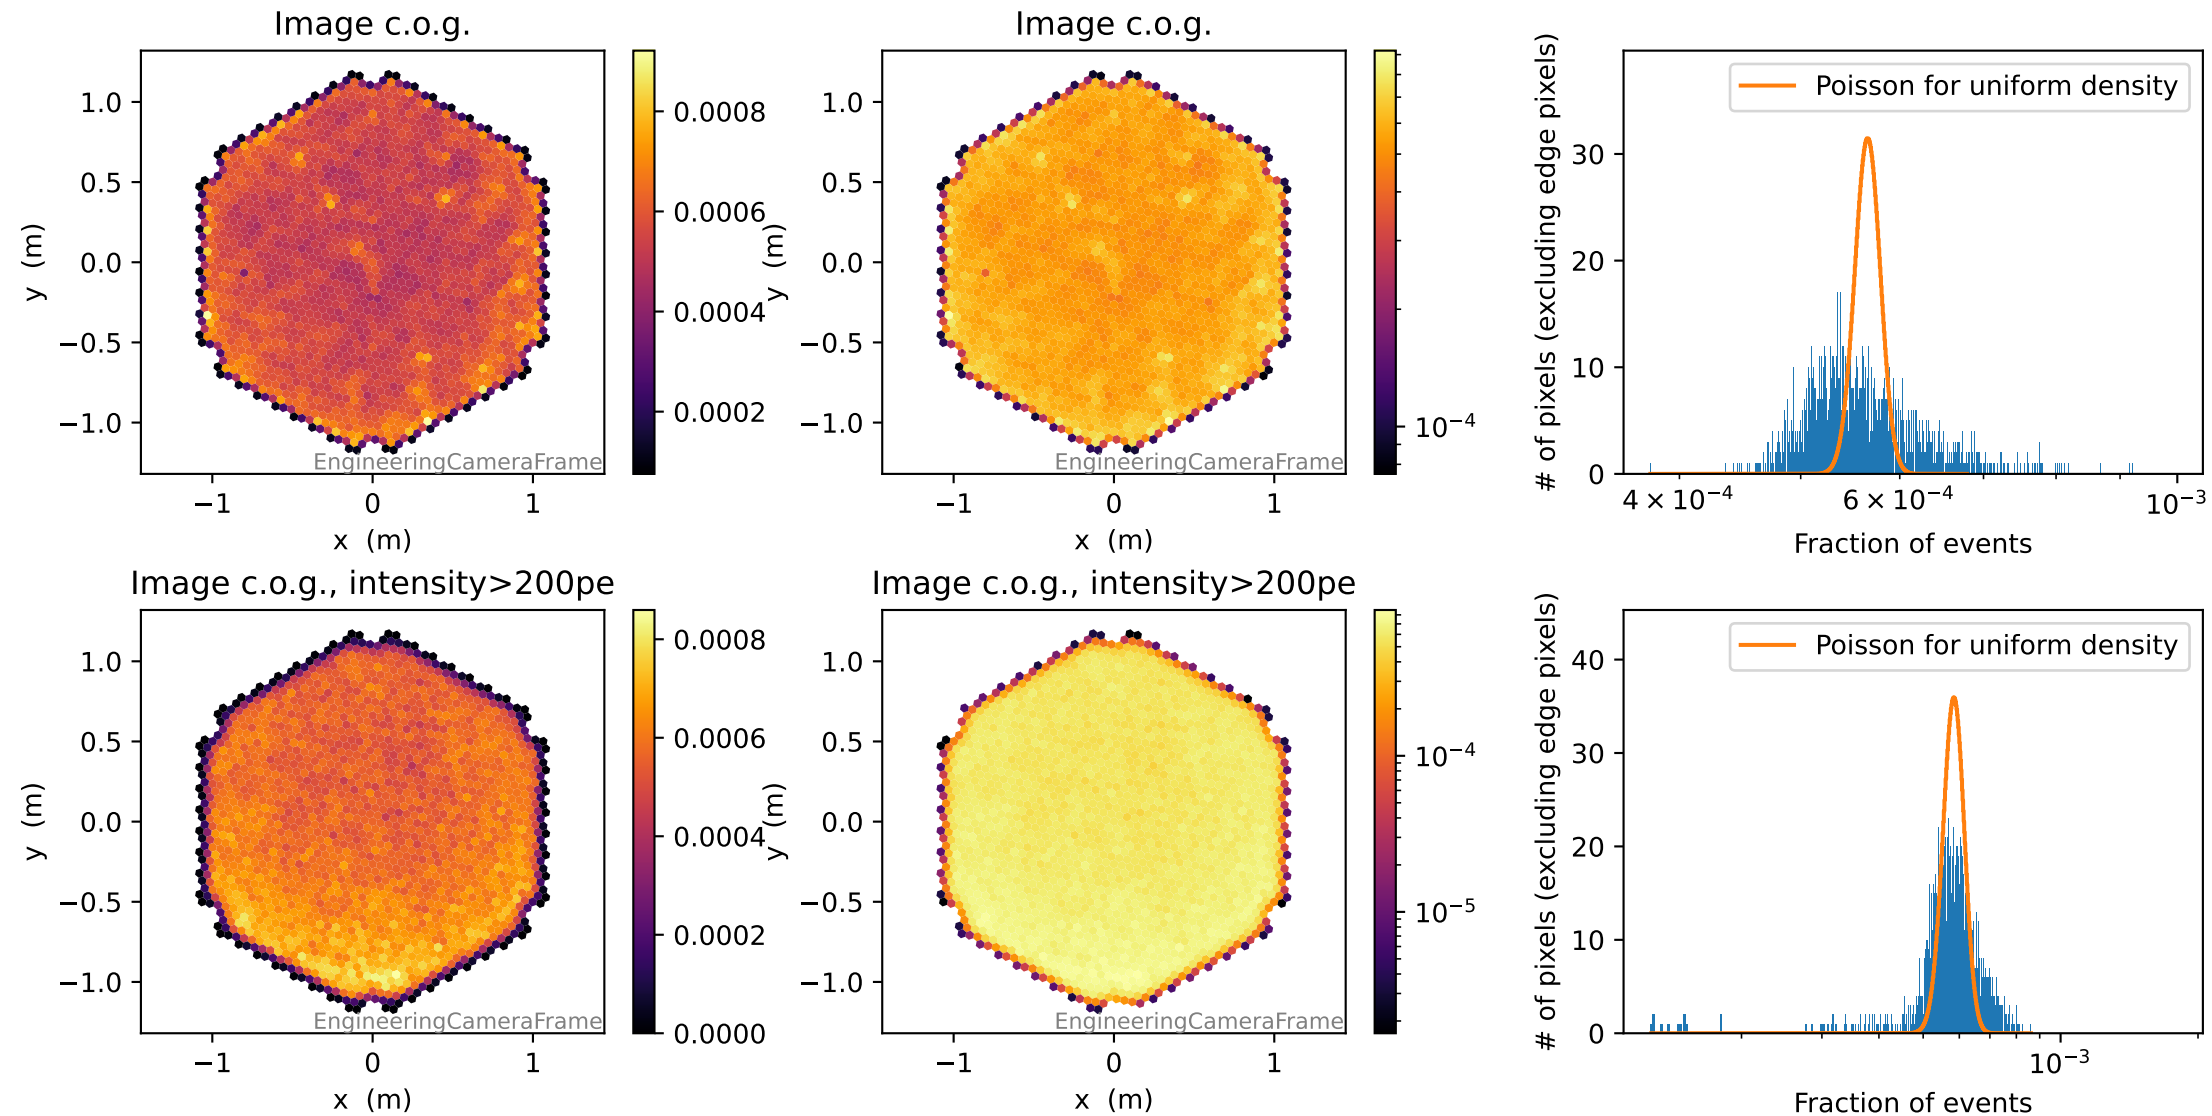 Image c.o.g.
y (m)
1.0
0.5
0.0
−0.5
−1.0
EngineeringCameraFrame
−1 0 1
x (m)
0.0008
0.0006
0.0004
0.0002
Image c.o.g.
y (m)
1.0
0.5
0.0
−0.5
−1.0
EngineeringCameraFrame
−1 0 1
x (m)
10⁻⁴
# of pixels (excluding edge pixels)
30
20
10
0
Poisson for uniform density
4 × 10⁻⁴ 6 × 10⁻⁴ 10⁻³
Fraction of events
Image c.o.g., intensity>200pe
y (m)
1.0
0.5
0.0
−0.5
−1.0
EngineeringCameraFrame
−1 0 1
x (m)
0.0008
0.0006
0.0004
0.0002
0.0000
Image c.o.g., intensity>200pe
y (m)
1.0
0.5
0.0
−0.5
−1.0
EngineeringCameraFrame
−1 0 1
x (m)
10⁻⁴
10⁻⁵
# of pixels (excluding edge pixels)
40
30
20
10
0
Poisson for uniform density
10⁻³
Fraction of events